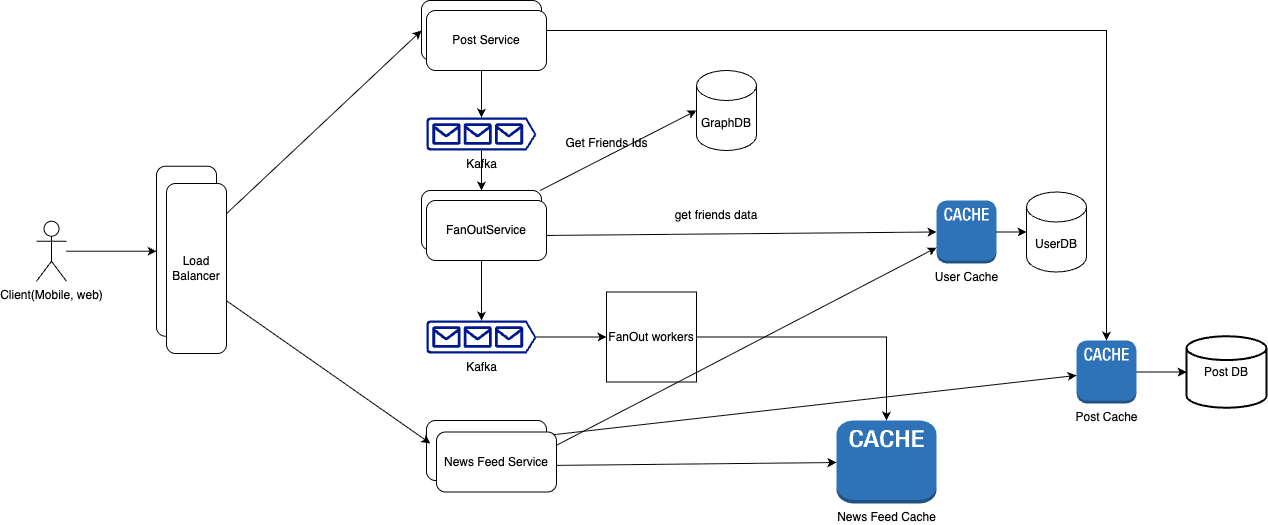 Post Service
GraphDB
Get Friends Ids
Kafka
CACHE
get friends data
FanOutService
UserDB
Load
Balancer
User Cache
Client(Mobile, web)
FanOut workers
CACHE
Kafka
Post DB
Post Cache
CACHE
News Feed Service
News Feed Cache